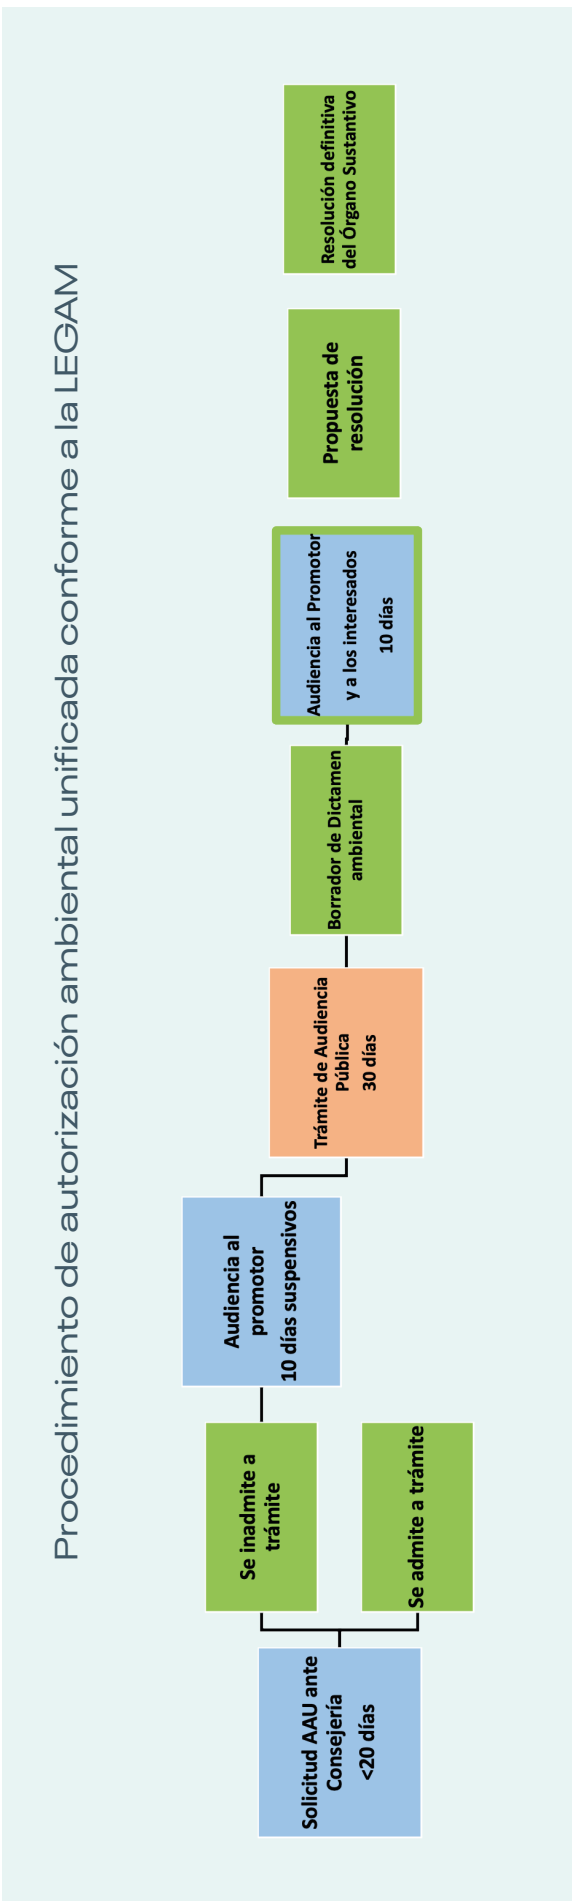 Procedimiento de autorización ambiental unificada conforme a la LEGAM
Solicitud AAU ante
Consejería
<20 días
Se inadmite a
trámite
Se admite a trámite
Audiencia al
promotor
10 días suspensivos
Trámite de Audiencia
Pública
30 días
Borrador de Dictamen
ambiental
Audiencia al Promotor
y a los interesados
10 días
Propuesta de
resolución
Resolución definitiva
del Órgano Sustantivo